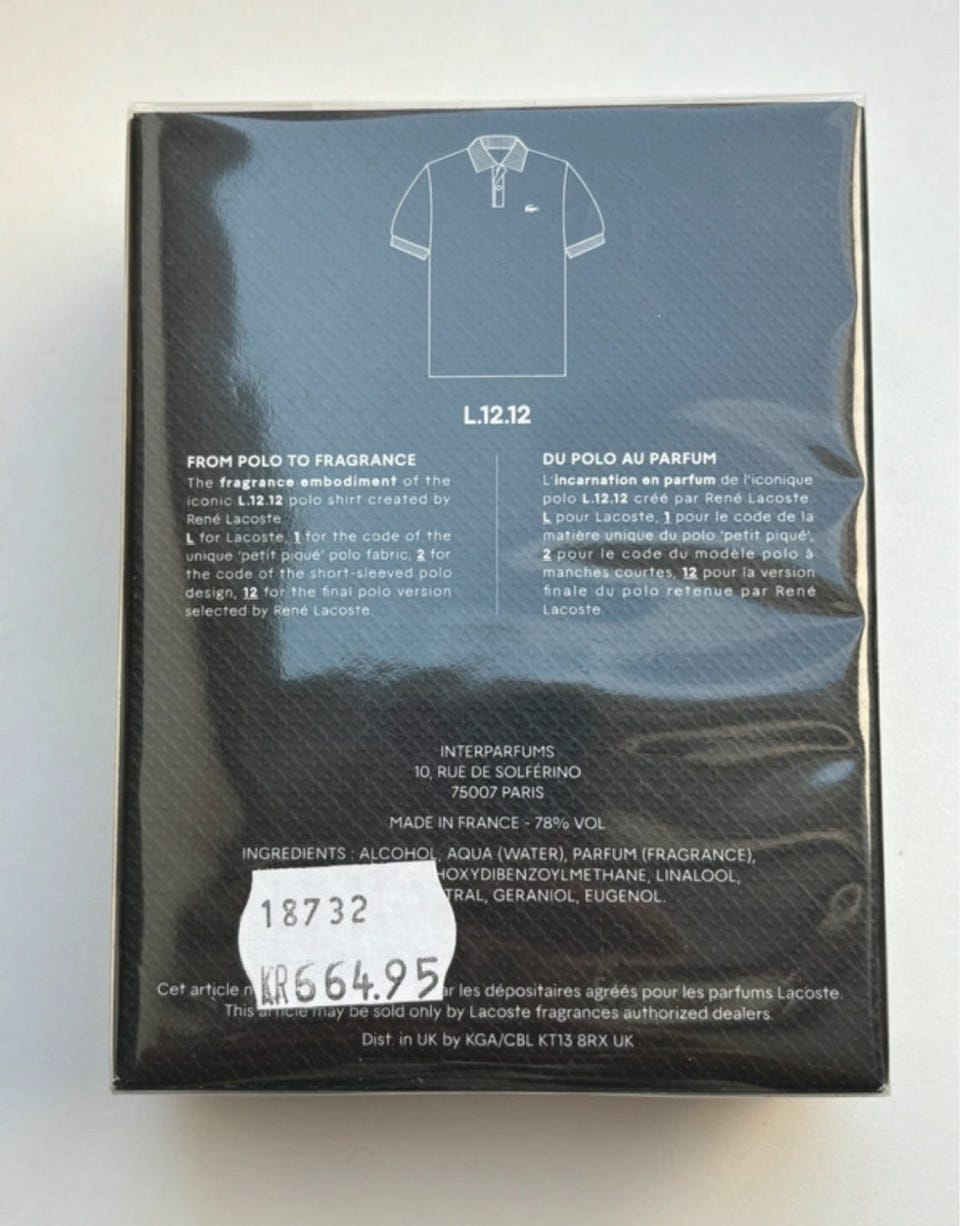 L.12.12
FROM POLO TO FRAGRANCE
The fragrance embodiment of the
iconic L.12.12 polo shirt created by
René Lacoste.
L for Lacoste, 1 for the code of the
unique 'petit piqué' polo fabric, 2 for
the code of the short-sleeved polo
design, 12 for the final polo version
selected by René Lacoste.
DU POLO AU PARFUM
L'incarnation en parfum de l'iconique
polo L.12.12 créé par René Lacoste.
L pour Lacoste, 1 pour le code de la
matière unique du polo 'petit piqué',
2 pour le code du modèle polo à
manches courtes, 12 pour la version
finale du polo retenue par René
Lacoste.
INTERPARFUMS
10, RUE DE SOLFÉRINO
75007 PARIS
MADE IN FRANCE - 78% VOL
INGREDIENTS : ALCOHOL, AQUA (WATER), PARFUM (FRAGRANCE),
HOXYDIBENZOYLMETHANE, LINALOOL,
TRAL, GERANIOL, EUGENOL.
18732
KR664.95
Cet article n ar les dépositaires agréés pour les parfums Lacoste.
This article may be sold only by Lacoste fragrances authorized dealers.
Dist. in UK by KGA/CBL KT13 8RX UK